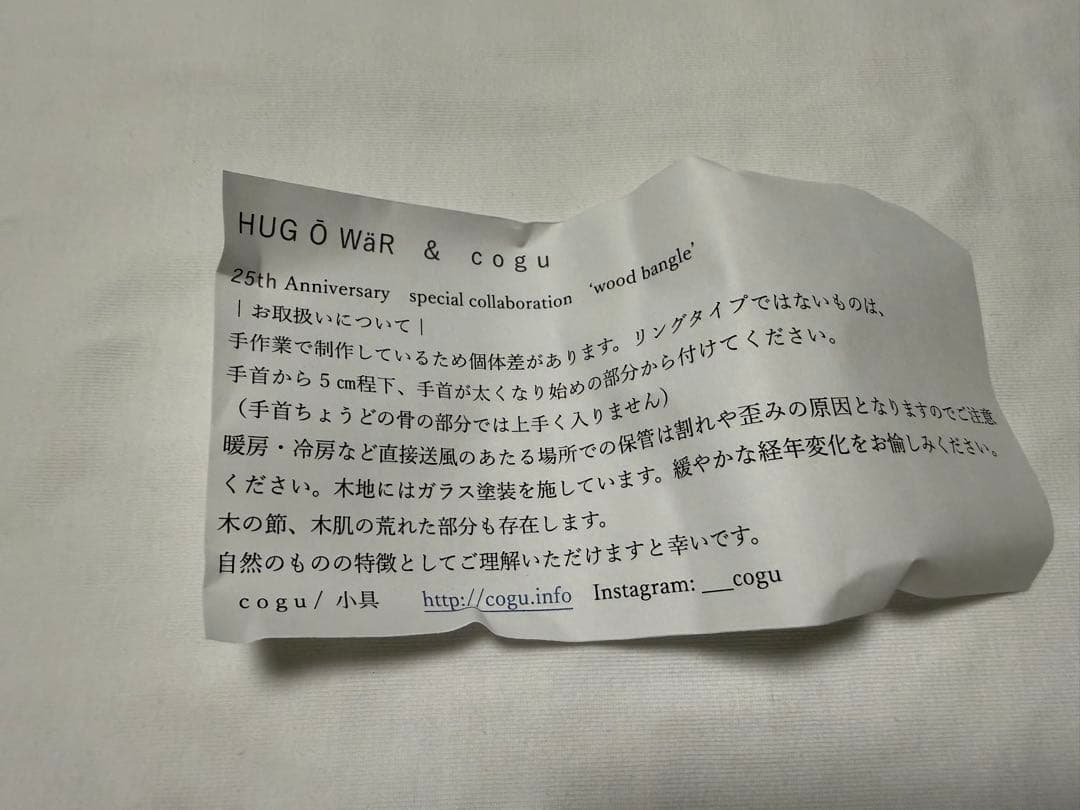 HUG Ō WäR & cogu
25th Anniversary special collaboration 'wood bangle'
｜お取扱いについて｜
手作業で制作しているため個体差があります。リングタイプではないものは、
手首から5㎝程下、手首が太くなり始めの部分から付けてください。
（手首ちょうどの骨の部分では上手く入りません）
暖房・冷房など直接送風のあたる場所での保管は割れや歪みの原因となりますのでご注意
ください。木地にはガラス塗装を施しています。緩やかな経年変化をお愉しみください。
木の節、木肌の荒れた部分も存在します。
自然のものの特徴としてご理解いただけますと幸いです。
cogu/ 小具 http://cogu.info Instagram: ___cogu